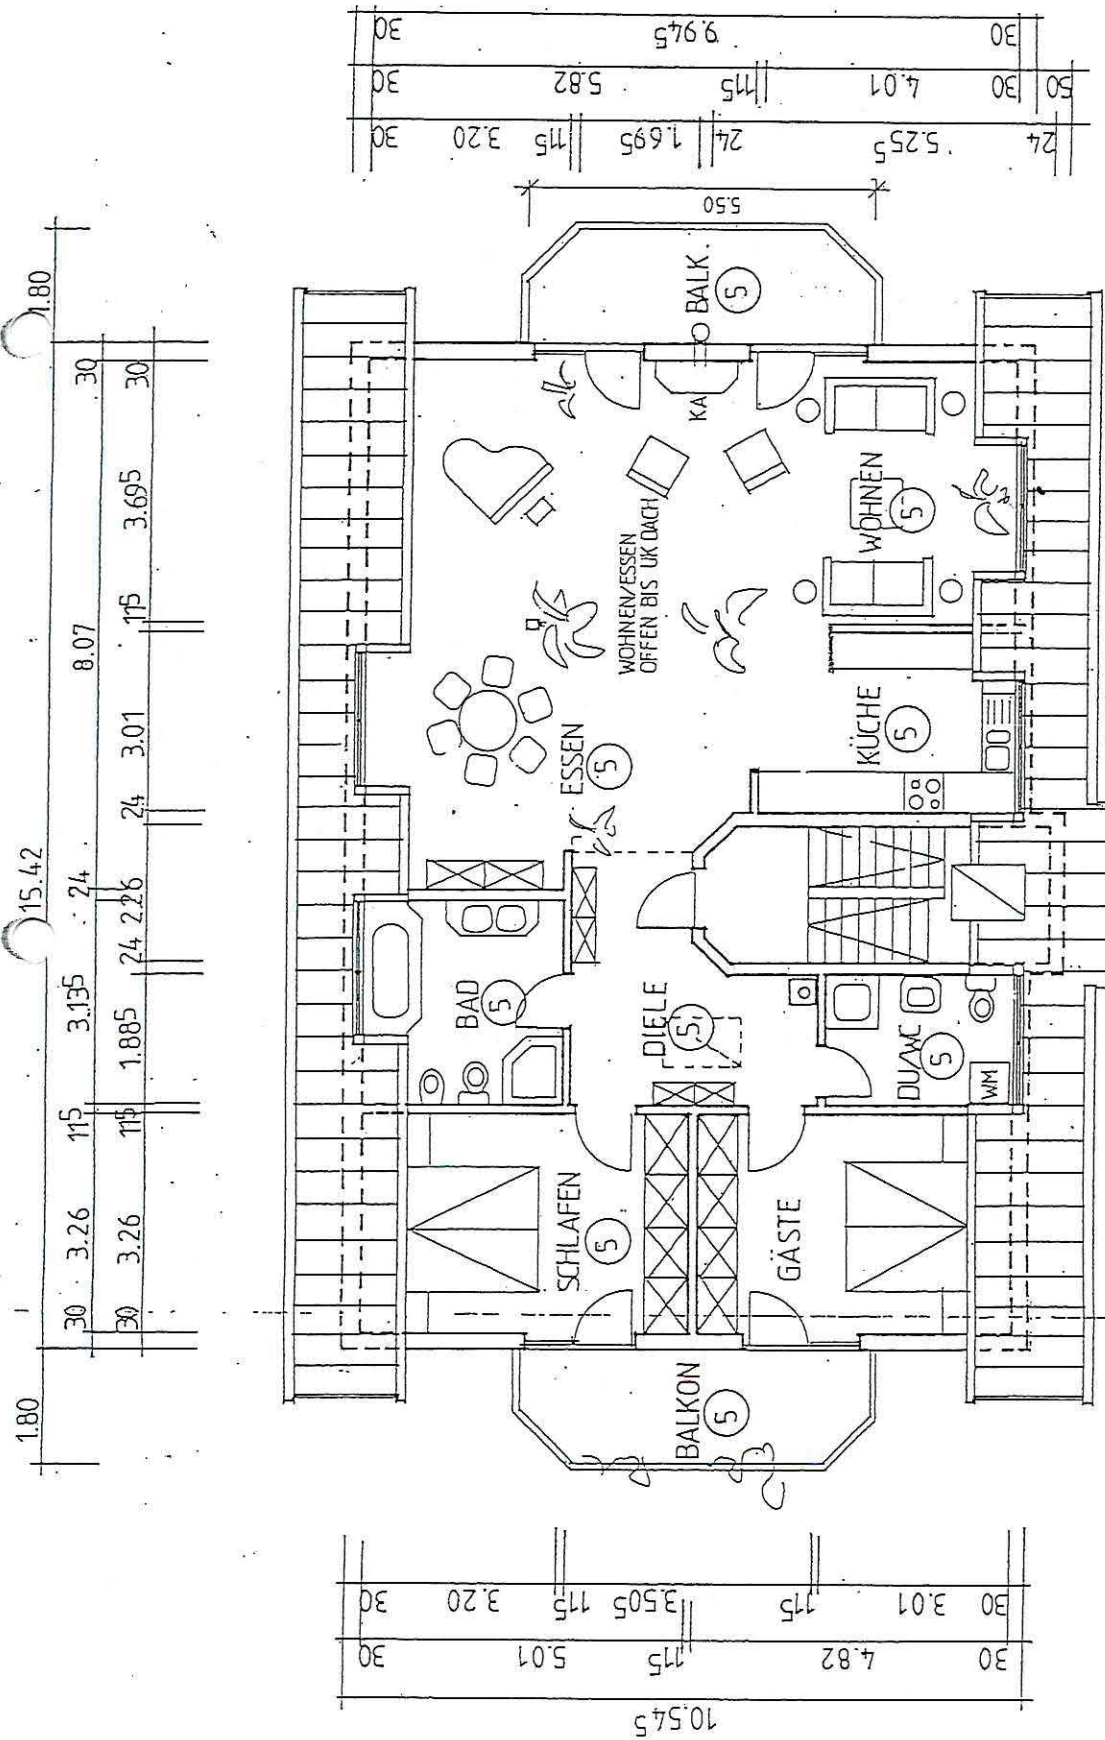 30 9.945 30
30 5.82 115 4.01 30 50
30 3.20 115 1.695 24 5.255 24
5.50
1.80 15.42 1.80
30 3.26 115 3.135 24 8.07 30
30 3.26 115 1.885 24 2.26 24 3.01 115 3.695 30
BALK.
5
KA
WOHNEN
5
WOHNEN/ESSEN
OFFEN BIS UK DACH
ESSEN
5
KÜCHE
5
BAD
5
DIELE
5
DU/WC
5
WM
SCHLAFEN
5
GÄSTE
BALKON
5
30 3.20 115 3.505 115 3.01 30
30 5.01 115 4.82 30
10.545